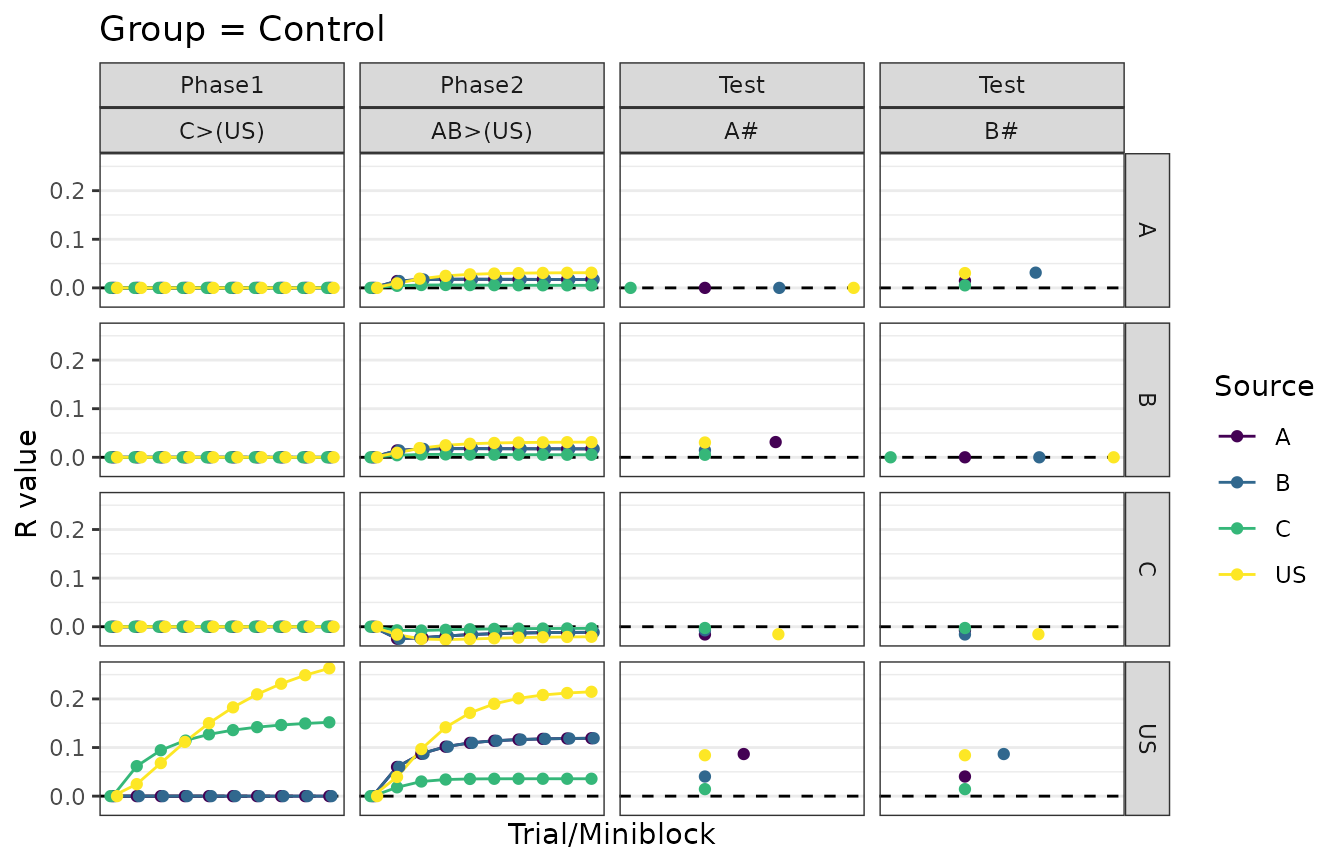 Group = Control
Phase1 Phase2 Test Test
C>(US) AB>(US) A# B#
0.2
0.1
0.0
A
0.2
0.1
0.0
B
0.2
0.1
0.0
C
0.2
0.1
0.0
US
R value
Trial/Miniblock
Source
A
B
C
US